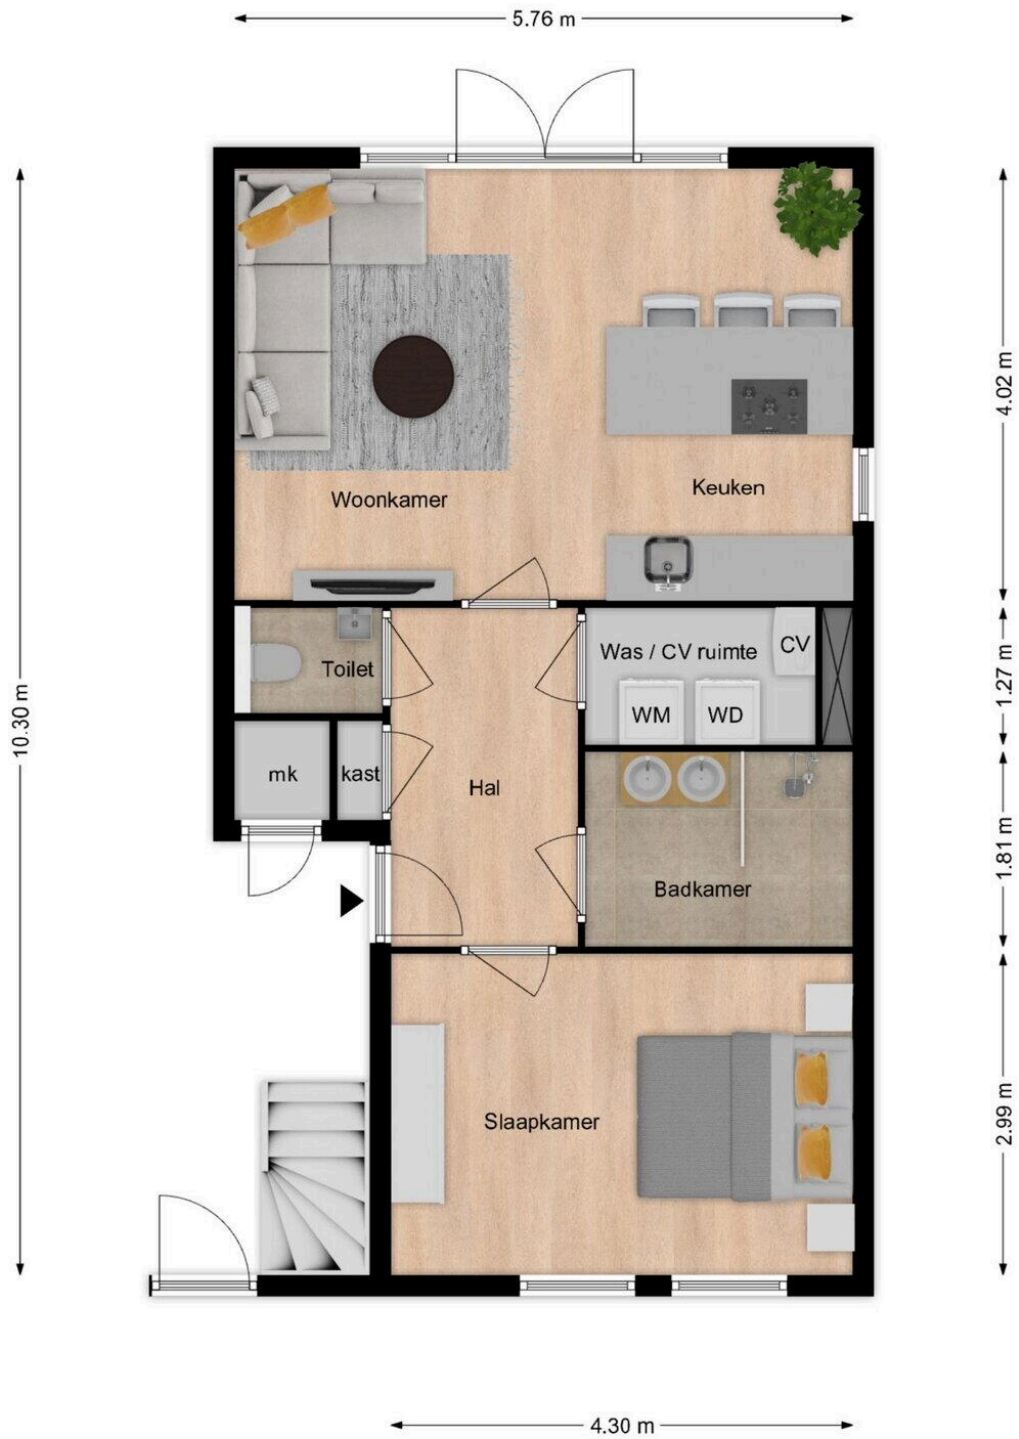 5.76 m
4.02 m
Woonkamer
Keuken
Toilet
Was / CV ruimte
CV
1.27 m
WM
WD
10.30 m
mk
kast
Hal
1.81 m
Badkamer
Slaapkamer
2.99 m
4.30 m